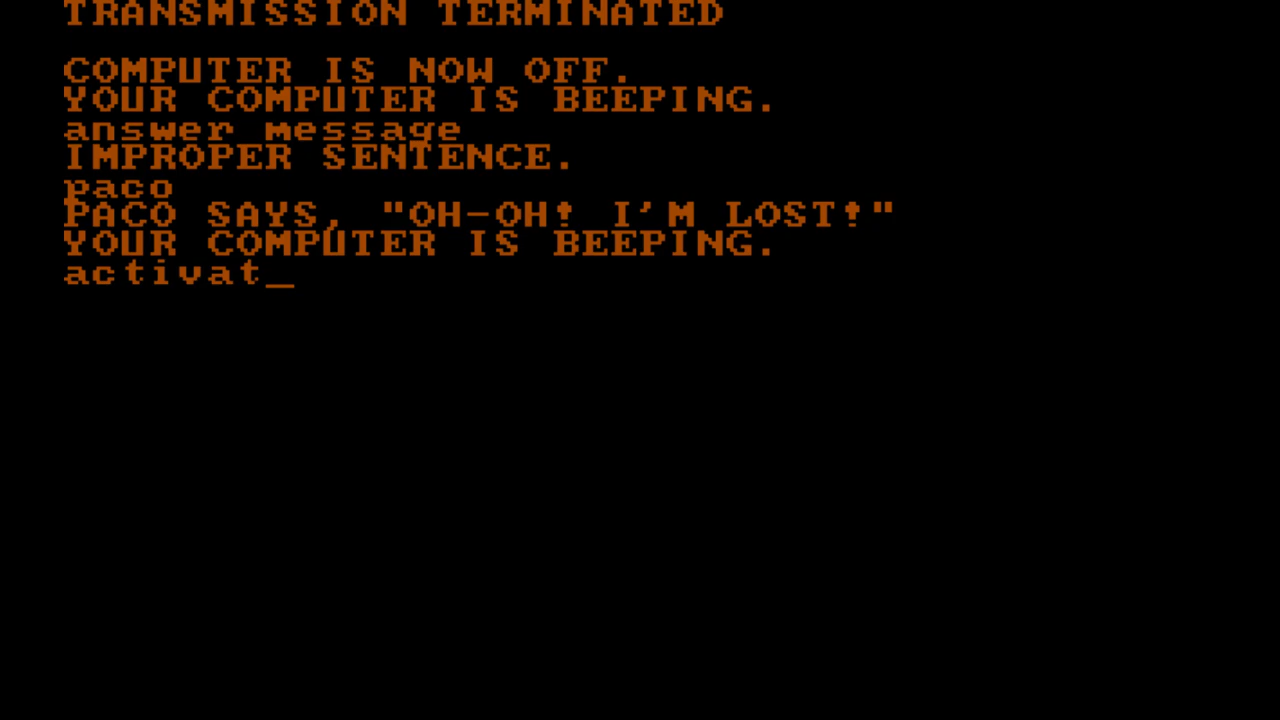 TRANSMISSION TERMINATED
COMPUTER IS NOW OFF.
YOUR COMPUTER IS BEEPING.
answer message
IMPROPER SENTENCE.
paco
PACO SAYS, "OH-OH! I'M LOST!"
YOUR COMPUTER IS BEEPING.
activat_